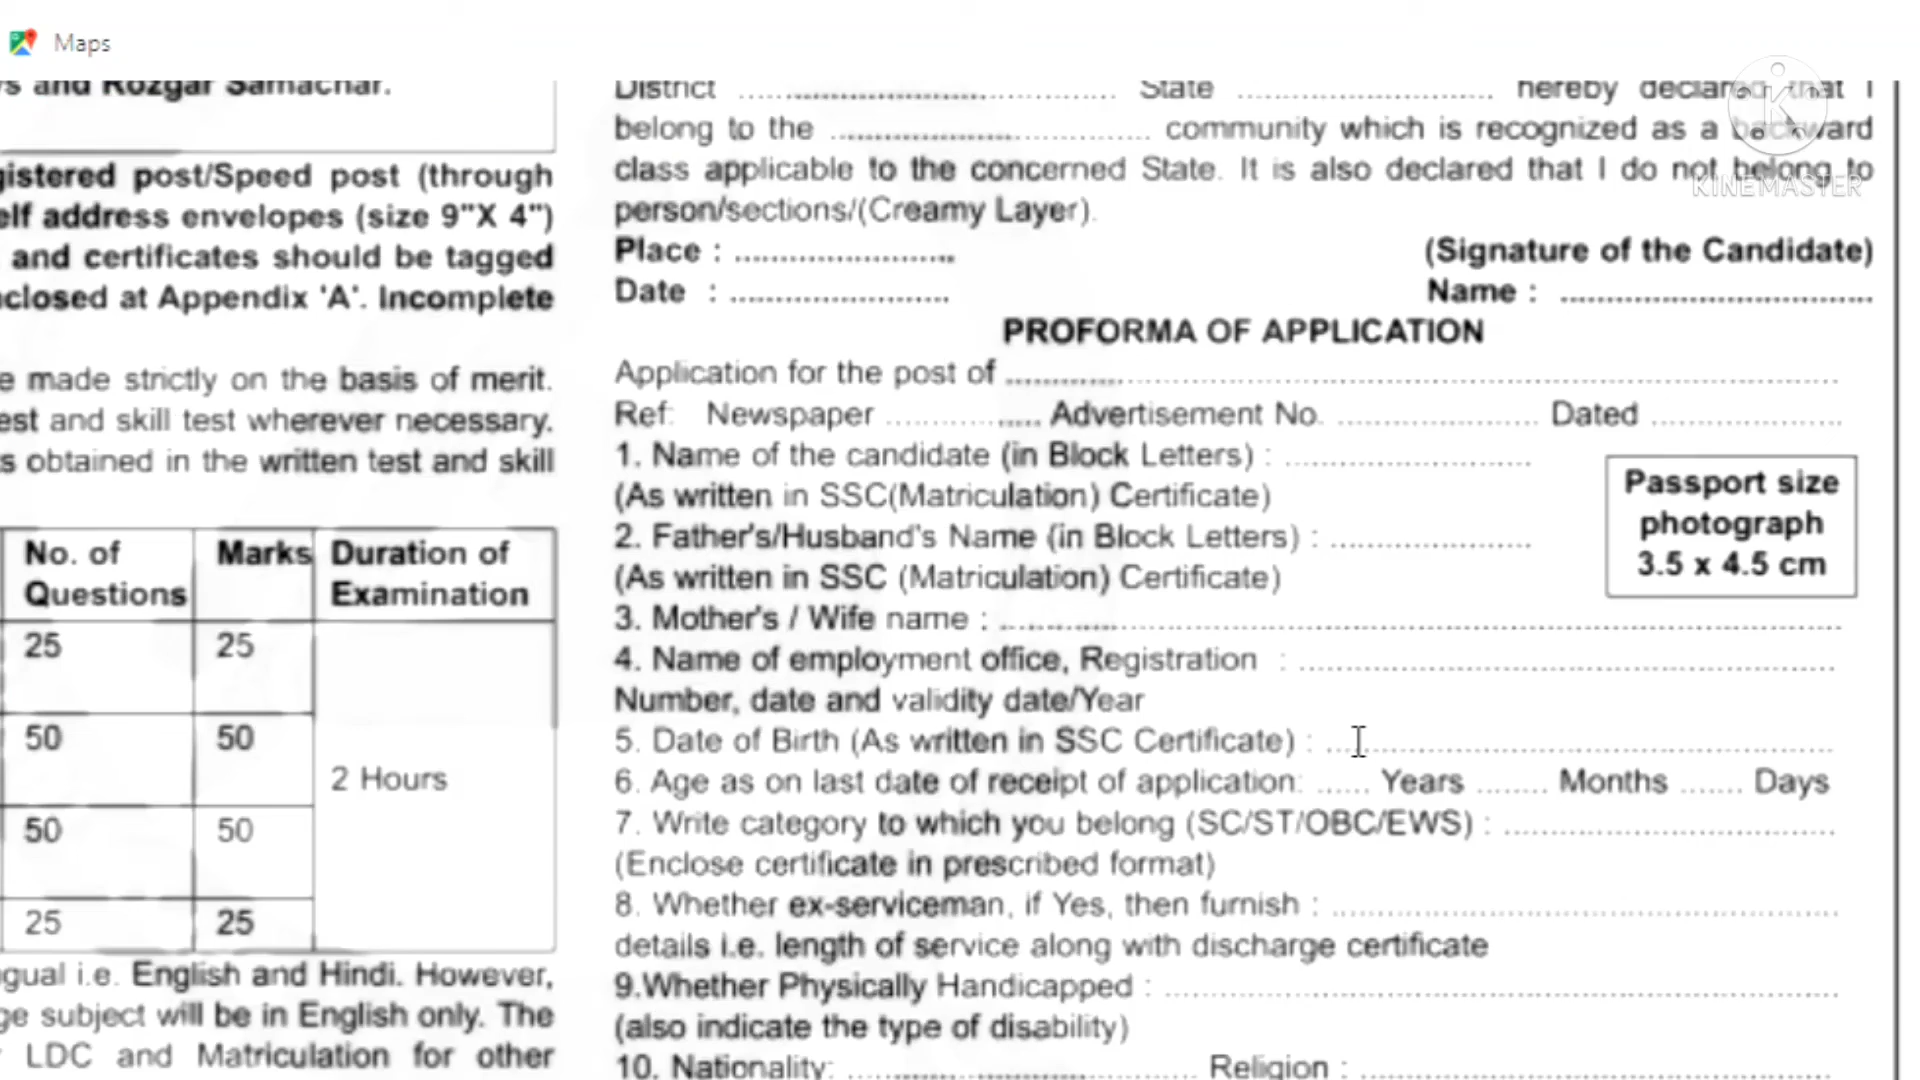 Maps
s and Rozgar Samachar.
gistered post/Speed post (through
elf address envelopes (size 9"X 4")
and certificates should be tagged
closed at Appendix 'A'. Incomplete
e made strictly on the basis of merit.
est and skill test wherever necessary.
s obtained in the written test and skill
No. of Questions Marks Duration of Examination
25 25
50 50
2 Hours
50 50
25 25
gual i.e. English and Hindi. However,
ge subject will be in English only. The
LDC and Matriculation for other
District .................... State .................... hereby declared that I
belong to the .................... community which is recognized as a backward
class applicable to the concerned State. It is also declared that I do not belong to
person/sections/(Creamy Layer).
Place : .................... (Signature of the Candidate)
Date : .................... Name : ....................
PROFORMA OF APPLICATION
Application for the post of ....................
Ref: Newspaper .................... Advertisement No. .................... Dated ....................
1. Name of the candidate (in Block Letters) : ....................
(As written in SSC(Matriculation) Certificate)
2. Father's/Husband's Name (in Block Letters) : ....................
(As written in SSC (Matriculation) Certificate)
3. Mother's / Wife name : ....................
4. Name of employment office, Registration : ....................
Number, date and validity date/Year
5. Date of Birth (As written in SSC Certificate) : ....................
6. Age as on last date of receipt of application: ...... Years ........ Months ....... Days
7. Write category to which you belong (SC/ST/OBC/EWS) : ....................
(Enclose certificate in prescribed format)
8. Whether ex-serviceman, if Yes, then furnish : ....................
details i.e. length of service along with discharge certificate
9.Whether Physically Handicapped : ....................
(also indicate the type of disability)
10. Nationality: .................... Religion : ....................
Passport size
photograph
3.5 x 4.5 cm
K
KINEMASTER